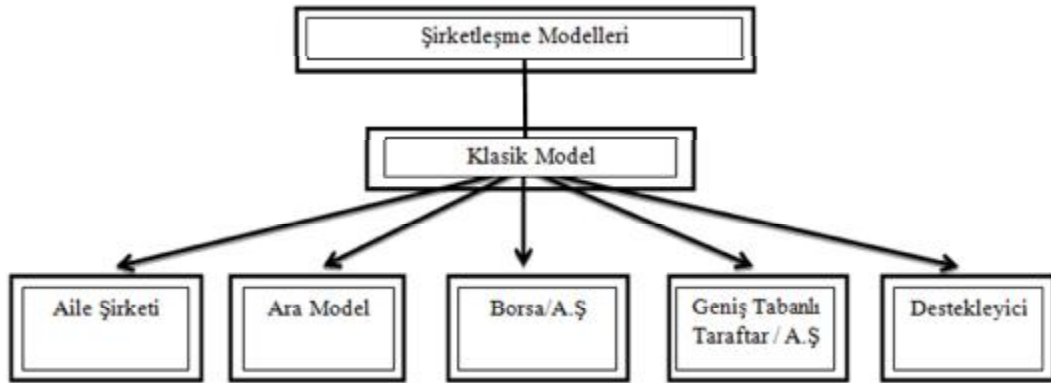 Şirketleşme Modelleri
Klasik Model
Aile Şirketi
Ara Model
Borsa/A.Ş
Geniş Tabanlı
Taraftar / A.Ş
Destekleyici